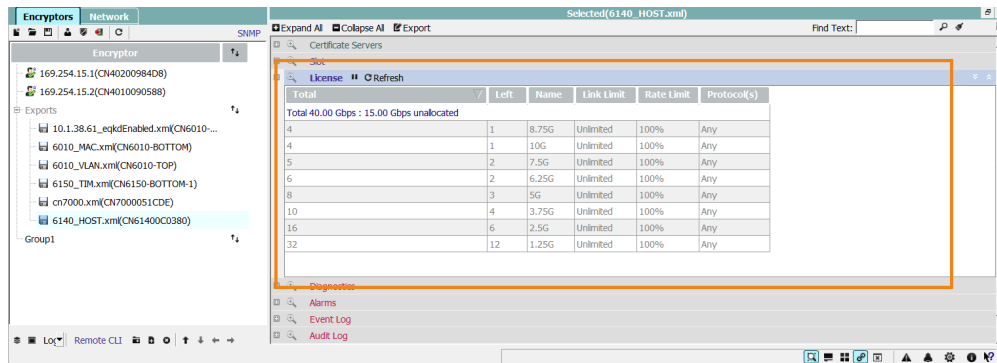 Encryptors Network
SNMP
Encryptor
169.254.15.1(CN40200984D8)
169.254.15.2(CN4010090588)
Exports
10.1.38.61_eqkdEnabled.xml(CN6010-...
6010_MAC.xml(CN6010-BOTTOM)
6010_VLAN.xml(CN6010-TOP)
6150_TIM.xml(CN6150-BOTTOM-1)
cn7000.xml(CN7000051CDE)
6140_HOST.xml(CN61400C0380)
Group1
Remote CLI
Selected(6140_HOST.xml)
Expand All Collapse All Export Find Text:
Certificate Servers
Slot
License Refresh
Total Left Name Link Limit Rate Limit Protocol(s)
Total 40.00 Gbps : 15.00 Gbps unallocated
4 1 8.75G Unlimited 100% Any
4 1 10G Unlimited 100% Any
5 2 7.5G Unlimited 100% Any
6 2 6.25G Unlimited 100% Any
8 3 5G Unlimited 100% Any
10 4 3.75G Unlimited 100% Any
16 6 2.5G Unlimited 100% Any
32 12 1.25G Unlimited 100% Any
Diagnostics
Alarms
Event Log
Audit Log